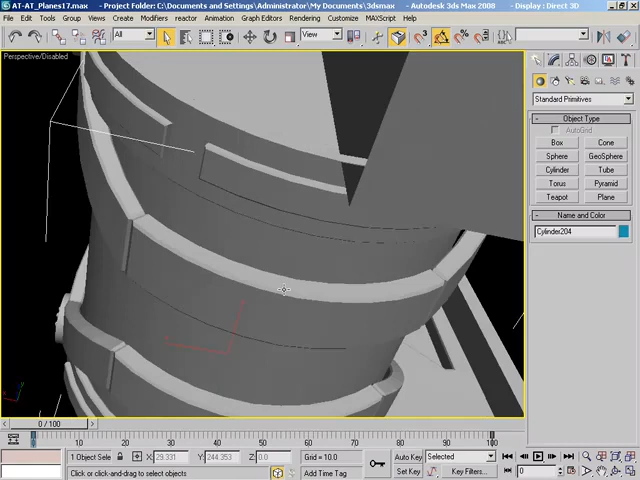 AT-AT_Planes17.max - Project Folder: C:\Documents and Settings\Administrator\My Documents\3dsmax - Autodesk 3ds Max 2008 - Display : Direct 3D
File Edit Tools Group Views Create Modifiers reactor Animation Graph Editors Rendering Customize MAXScript Help
All View
Perspective/Disabled
Standard Primitives
- Object Type
AutoGrid
Box Cone
Sphere GeoSphere
Cylinder Tube
Torus Pyramid
Teapot Plane
- Name and Color
Cylinder204
0 / 100
0 10 20 30 40 50 60 70 80 90 100
1 Object Sele X: 29.331 Y: 244.353 Z: 0.0 Grid = 10.0 Auto Key Selected
Click or click-and-drag to select objects Add Time Tag Set Key Key Filters... 0